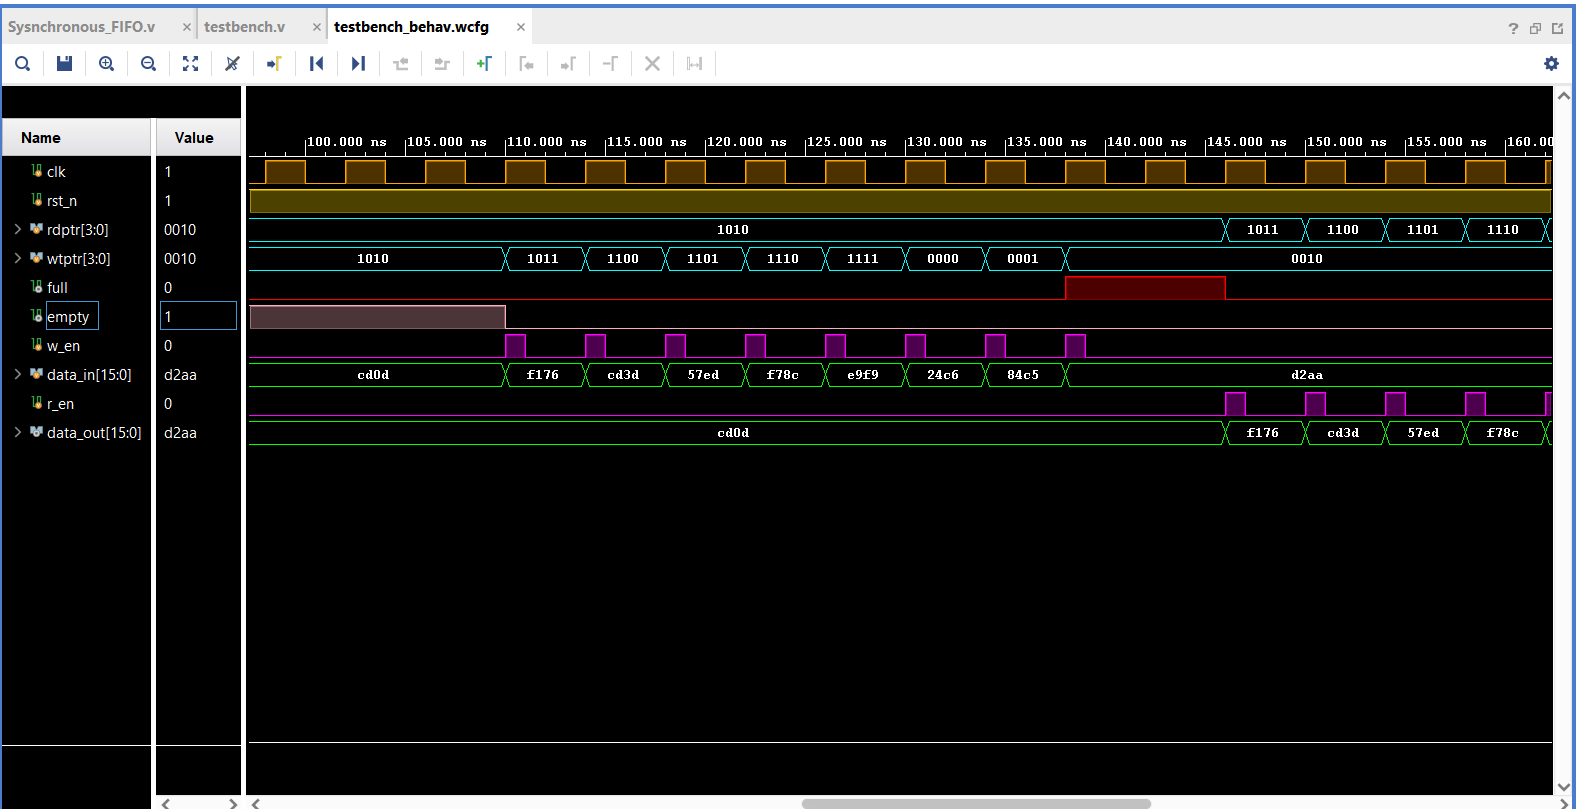 Sysnchronous_FIFO.v × testbench.v × testbench_behav.wcfg × ?
Name Value
100.000 ns 105.000 ns 110.000 ns 115.000 ns 120.000 ns 125.000 ns 130.000 ns 135.000 ns 140.000 ns 145.000 ns 150.000 ns 155.000 ns 160.00
clk 1
rst_n 1
rdptr[3:0] 0010 1010 1011 1100 1101 1110
wtptr[3:0] 0010 1010 1011 1100 1101 1110 1111 0000 0001 0010
full 0
empty 1
w_en 0
data_in[15:0] d2aa cd0d f176 cd3d 57ed f78c e9f9 24c6 84c5 d2aa
r_en 0
data_out[15:0] d2aa cd0d f176 cd3d 57ed f78c